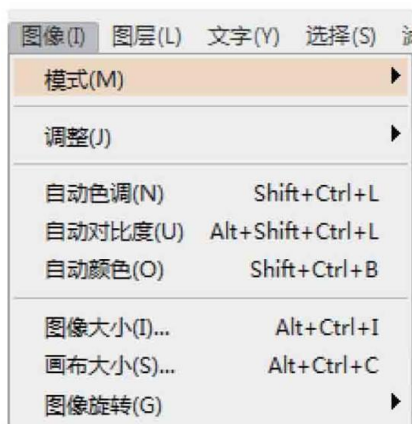 图像(I) 图层(L) 文字(Y) 选择(S)
模式(M)
调整(J)
自动色调(N) Shift+Ctrl+L
自动对比度(U) Alt+Shift+Ctrl+L
自动颜色(O) Shift+Ctrl+B
图像大小(I)... Alt+Ctrl+I
画布大小(S)... Alt+Ctrl+C
图像旋转(G)